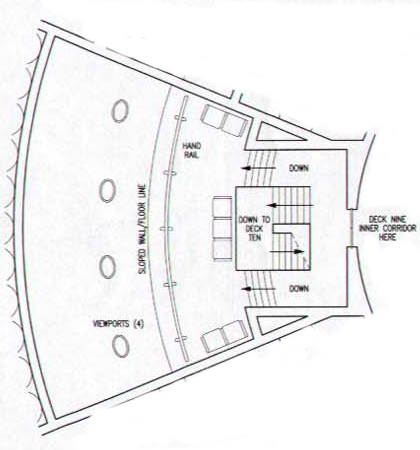 HAND
RAIL
DOWN
SLOPED WALL/FLOOR LINE
DOWN TO
DECK
TEN
DECK NINE
INNER CORRIDOR
HERE
DOWN
VIEWPORTS (4)